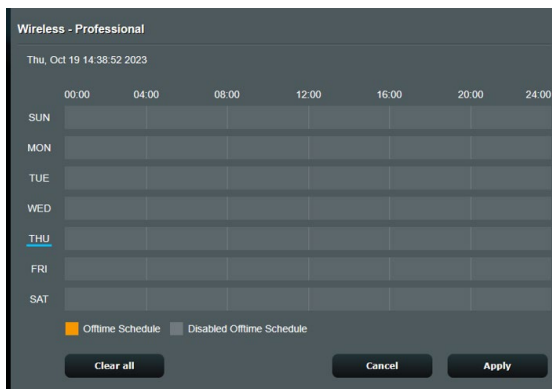 Wireless - Professional
Thu, Oct 19 14:38:52 2023
00:00 04:00 08:00 12:00 16:00 20:00 24:00
SUN
MON
TUE
WED
THU
FRI
SAT
Offtime Schedule Disabled Offtime Schedule
Clear all Cancel Apply